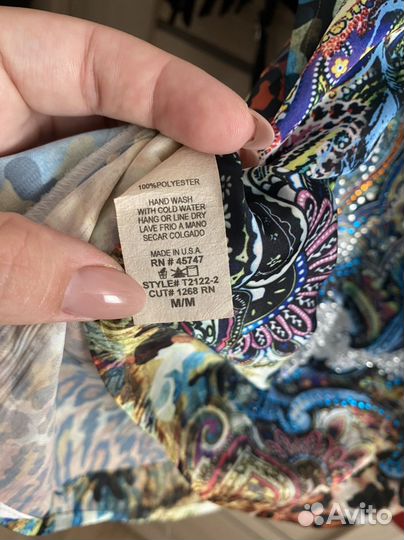 100%POLYESTER
HAND WASH
WITH COLD WATER
HANG OR LINE DRY
LAVE FRIO A MANO
SECAR COLGADO
MADE IN U.S.A.
RN # 45747
STYLE# T2122-2
CUT# 1268 RN
M/M
Avito